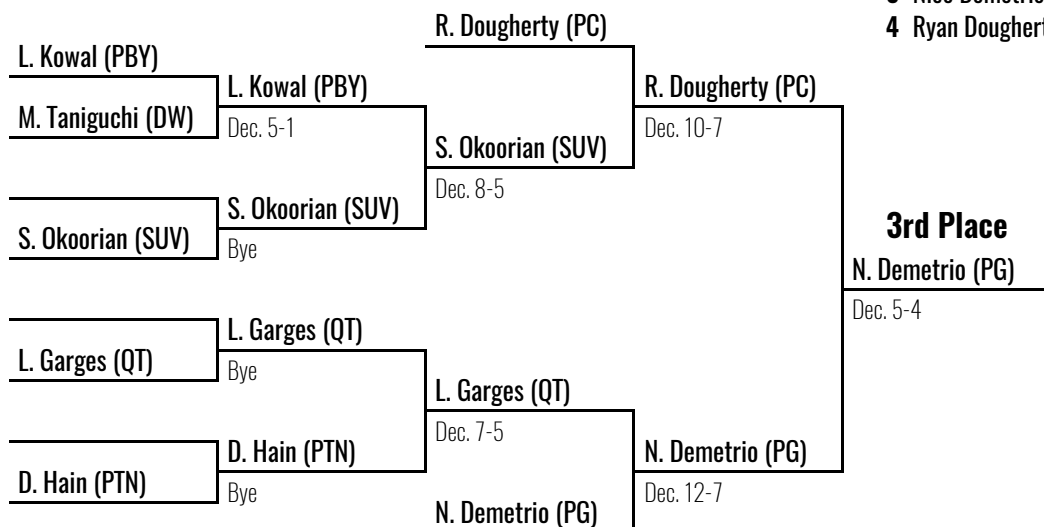 4 Ryan
R. Dougherty (PC)
L. Kowal (PBY)
M. Taniguchi (DW)
L. Kowal (PBY)
Dec. 5-1
S. Okoorian (SUV)
S. Okoorian (SUV)
Bye
S. Okoorian (SUV)
Dec. 8-5
R. Dougherty (PC)
Dec. 10-7
L. Garges (QT)
L. Garges (QT)
Bye
D. Hain (PTN)
D. Hain (PTN)
Bye
L. Garges (QT)
Dec. 7-5
N. Demetrio (PG)
N. Demetrio (PG)
Dec. 12-7
3rd Place
N. Demetrio (PG)
Dec. 5-4